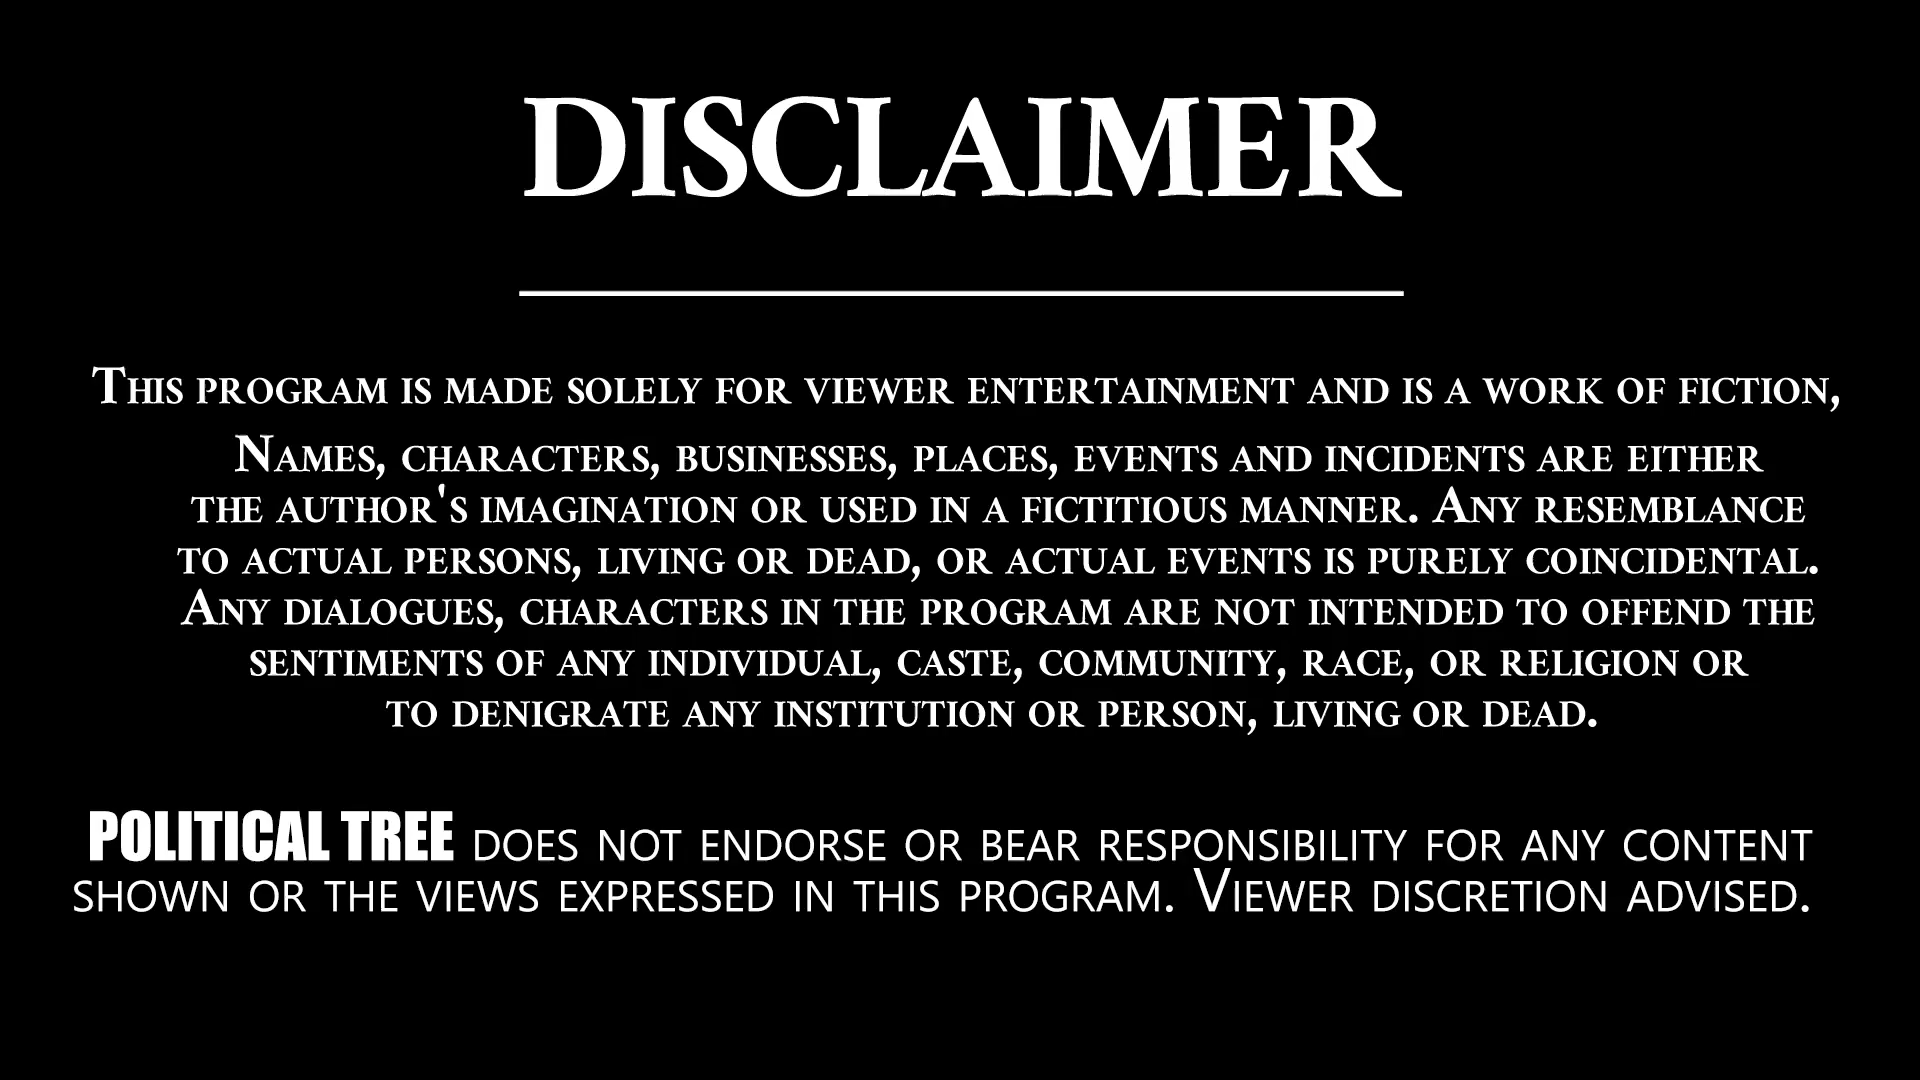 DISCLAIMER
This program is made solely for viewer entertainment and is a work of fiction,
Names, characters, businesses, places, events and incidents are either
the author's imagination or used in a fictitious manner. Any resemblance
to actual persons, living or dead, or actual events is purely coincidental.
Any dialogues, characters in the program are not intended to offend the
sentiments of any individual, caste, community, race, or religion or
to denigrate any institution or person, living or dead.
POLITICAL TREE does not endorse or bear responsibility for any content
shown or the views expressed in this program. Viewer discretion advised.